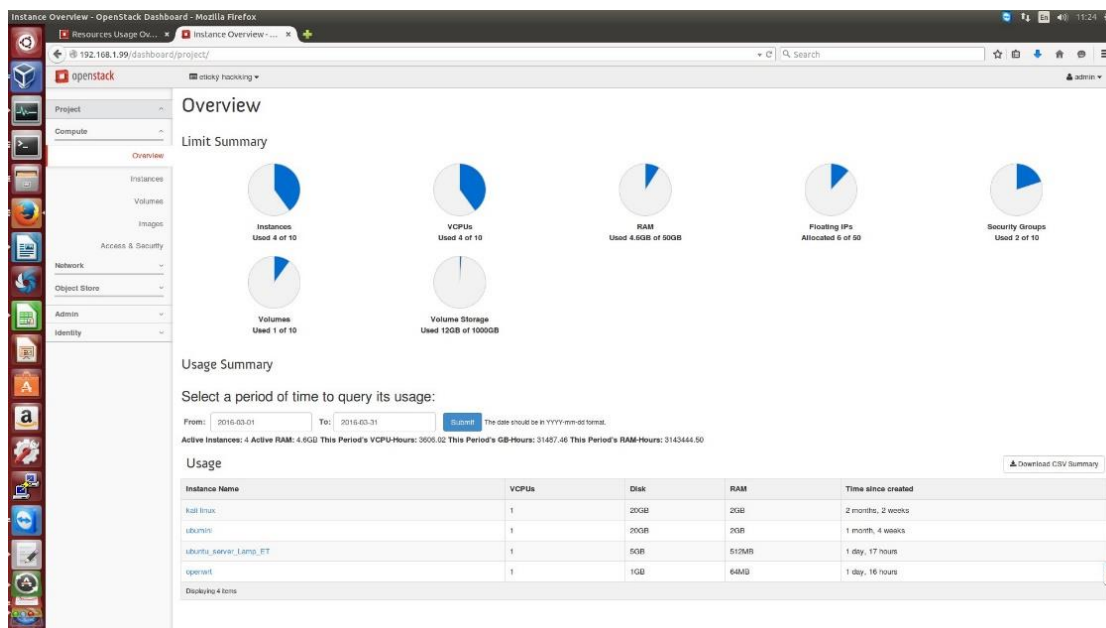 Instance Overview - OpenStack Dashboard - Mozilla Firefox
En 11:24
Resources Usage Ov... × Instance Overview -... ×
192.168.1.99/dashboard/project/ Search
openstack admin
Project
Compute
Overview
Instances
Volumes
Images
Access & Security
Network
Object Store
Admin
Identity
Overview
Limit Summary
Instances
Used 4 of 10
VCPUs
Used 4 of 10
RAM
Used 4.6GB of 50GB
Floating IPs
Allocated 6 of 50
Security Groups
Used 2 of 10
Volumes
Used 1 of 10
Volume Storage
Used 12GB of 1000GB
Usage Summary
Select a period of time to query its usage:
From: 2016-03-01 To: 2016-03-31 Submit The date should be in YYYY-mm-dd format.
Active Instances: 4 Active RAM: 4.6GB This Period's VCPU-Hours: 3606.02 This Period's GB-Hours: 31487.46 This Period's RAM-Hours: 3143444.50
Usage
Download CSV Summary
Instance Name VCPUs Disk RAM Time since created
kali linux 1 20GB 2GB 2 months, 2 weeks
ubumini 1 20GB 2GB 1 month, 4 weeks
ubuntu_server_Lamp_ET 1 5GB 512MB 1 day, 17 hours
openwrt 1 1GB 64MB 1 day, 16 hours
Displaying 4 items